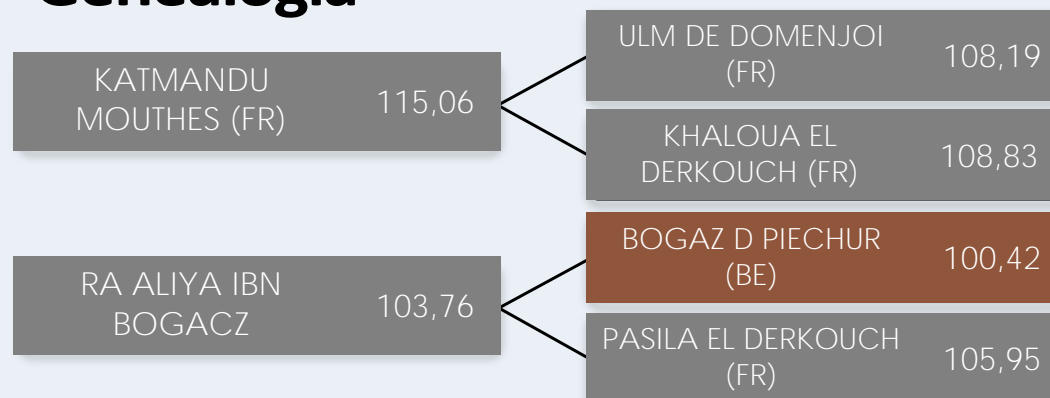 Genealogia
KATMANDU
MOUTHES (FR)
115,06
ULM DE DOMENJOI
(FR)
108,19
KHALOUA EL
DERKOUCH (FR)
108,83
RA ALIYA IBN
BOGACZ
103,76
BOGAZ D PIECHUR
(BE)
100,42
PASILA EL DERKOUCH
(FR)
105,95